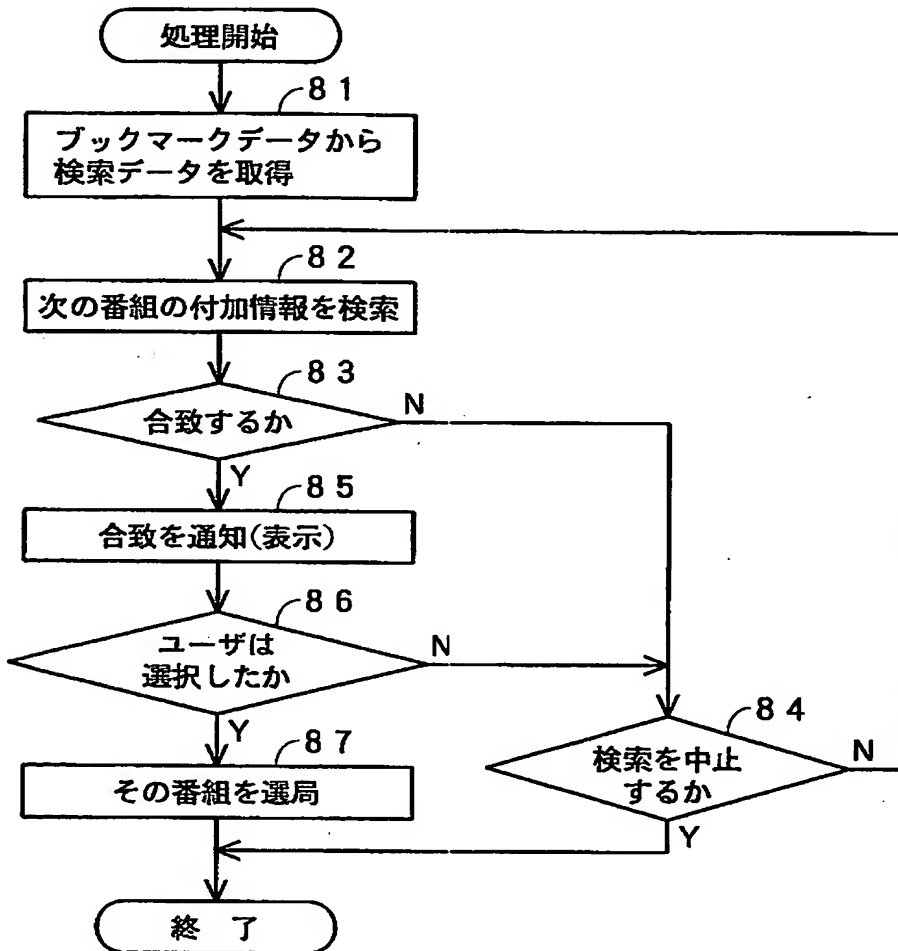 処理開始
81
ブックマークデータから
検索データを取得
82
次の番組の付加情報を検索
83
合致するか
N
Y
85
合致を通知(表示)
86
ユーザは
選択したか
N
Y
84
検索を中止
するか
N
Y
87
その番組を選局
終 了